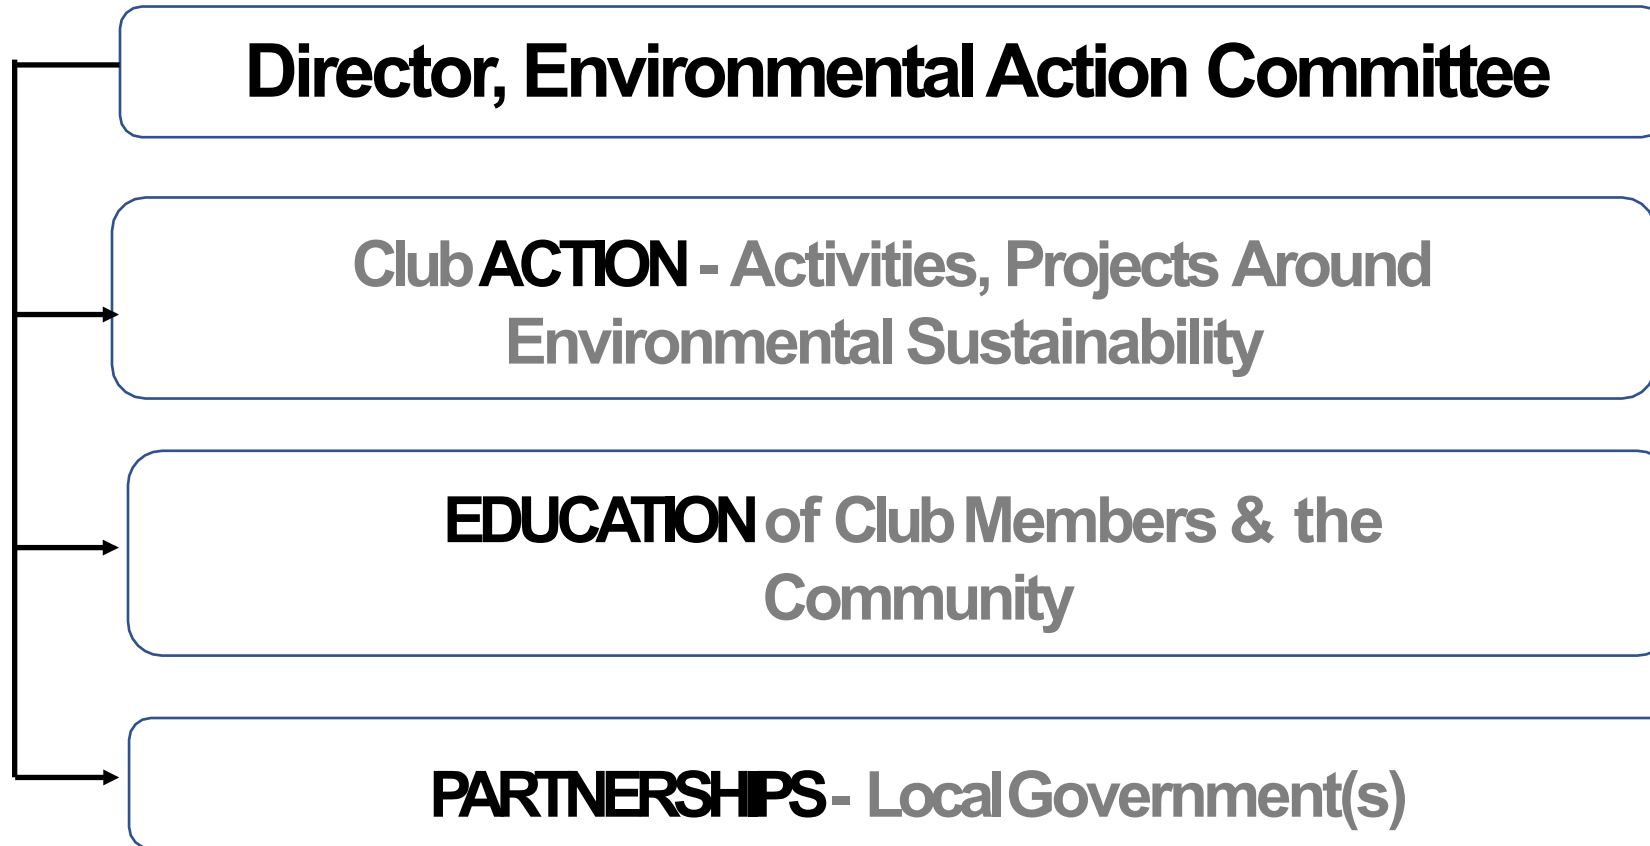 Director, Environmental Action Committee
Club ACTION - Activities, Projects Around
Environmental Sustainability
EDUCATION of Club Members & the
Community
PARTNERSHIPS - Local Government(s)